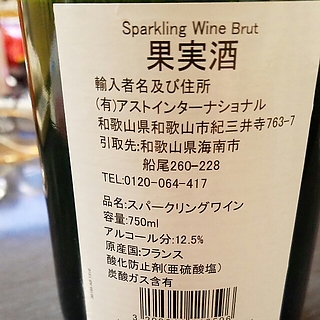 Sparkling Wine Brut
果実酒
輸入者名及び住所
(有)アストインターナショナル
和歌山県和歌山市紀三井寺763-7
引取先:和歌山県海南市
船尾260-228
TEL:0120-064-417
品名:スパークリングワイン
容量:750ml
アルコール分:12.5%
原産国:フランス
酸化防止剤(亜硫酸塩)
炭酸ガス含有